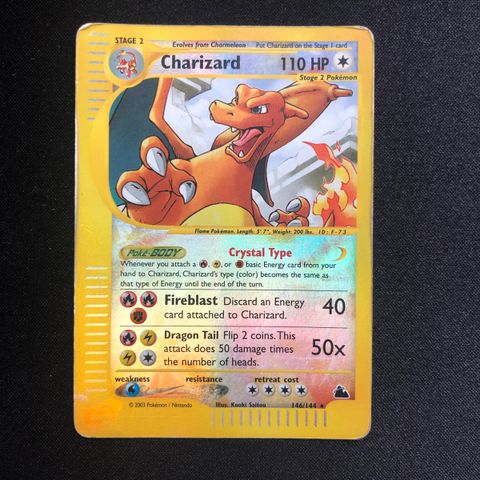 STAGE 2 Evolves from Charmeleon Put Charizard on the Stage 1 card
Charizard 110 HP
Stage 2 Pokémon
Flame Pokémon. Length: 5' 7", Weight: 200 lbs. ID: F-73
Poké-BODY Crystal Type
Whenever you attach a , , or basic Energy card from your
hand to Charizard, Charizard's type (color) becomes the same as
that type of Energy until the end of the turn.
Fireblast Discard an Energy
card attached to Charizard. 40
Dragon Tail Flip 2 coins. This
attack does 50 damage times
the number of heads. 50x
weakness resistance retreat cost
© 2003 Pokémon / Nintendo Illus. Kouki Saitou 146/144